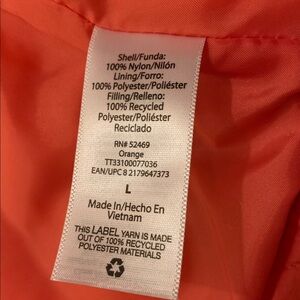 Shell/Funda:
100% Nylon/Nilón
Lining/Forro:
100% Polyester/Poliéster
Filling/Relleno:
100% Recycled
Polyester/Poliéster
Reciclado
RN# 52469
Orange
TT33100077036
EAN/UPC 8 2179647373
L
Made In/Hecho En
Vietnam
THIS LABEL YARN IS MADE
OUT OF 100% RECYCLED
POLYESTER MATERIALS